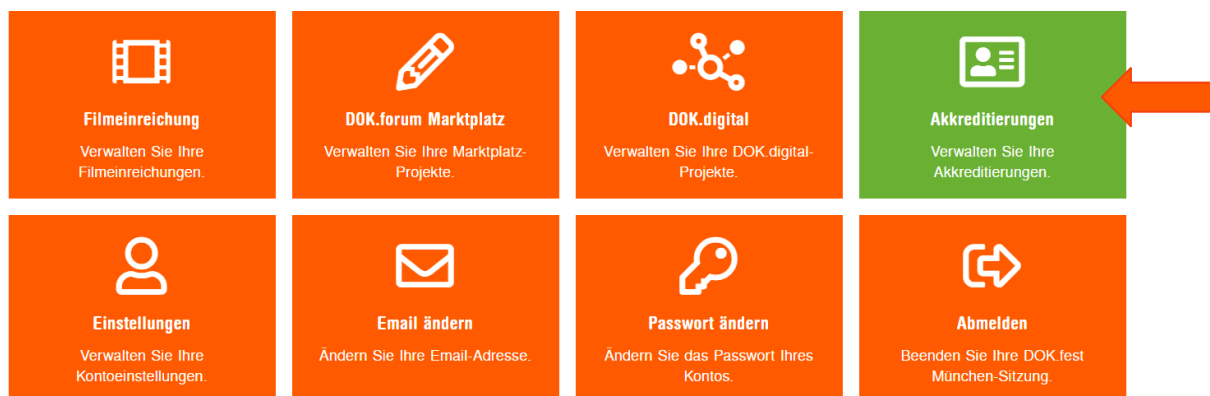 Filmeinreichung
Verwalten Sie Ihre
Filmeinreichungen.
DOK.forum Marktplatz
Verwalten Sie Ihre Marktplatz-
Projekte.
DOK.digital
Verwalten Sie Ihre DOK.digital-
Projekte.
Akkreditierungen
Verwalten Sie Ihre
Akkreditierungen.
Einstellungen
Verwalten Sie Ihre
Kontoeinstellungen.
Email ändern
Ändern Sie Ihre Email-Adresse.
Passwort ändern
Ändern Sie das Passwort Ihres
Kontos.
Abmelden
Beenden Sie Ihre DOK.fest
München-Sitzung.